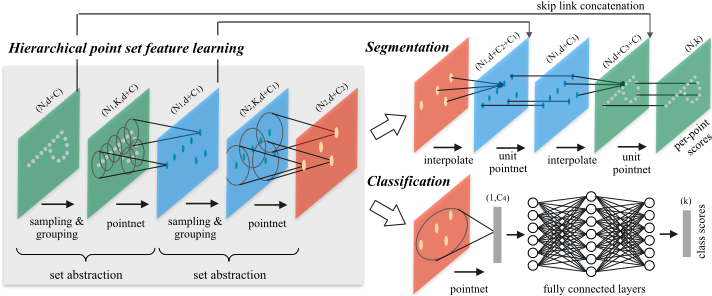 skip link concatenation
Hierarchical point set feature learning
Segmentation
(N,d+C)
(N1,K,d+C)
(N1,d+C1)
(N2,K,d+C1)
(N2,d+C2)
(N1,d+C2+C1)
(N1,d+C3)
(N,d+C3+C)
(N,k)
interpolate
unit
pointnet
interpolate
unit
pointnet
per-point
scores
sampling &
grouping
pointnet
sampling &
grouping
pointnet
set abstraction
set abstraction
Classification
(1,C4)
(k)
class scores
pointnet
fully connected layers